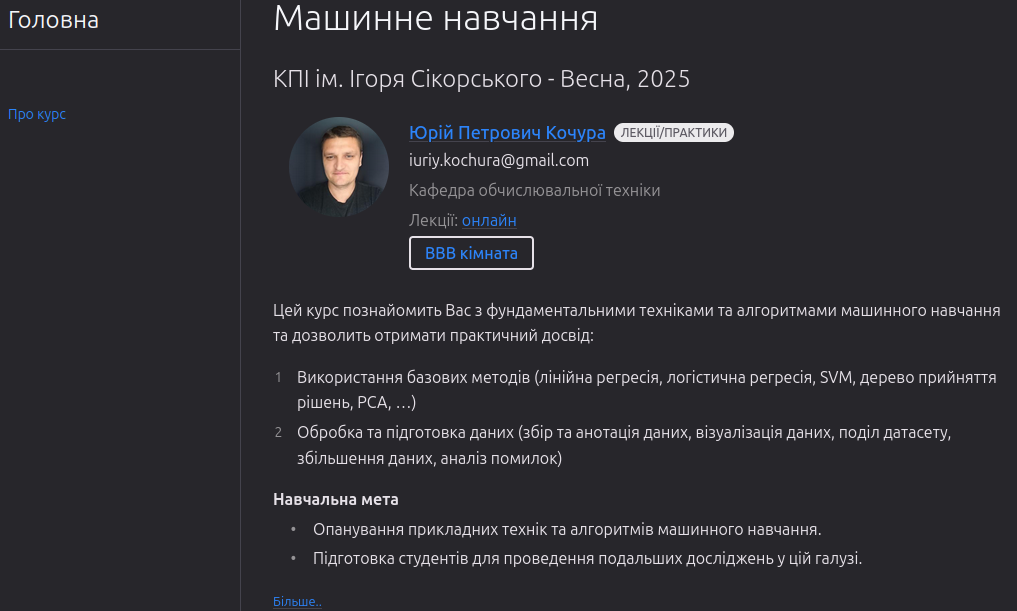 Головна
Про курс
Машинне навчання
КПІ ім. Ігоря Сікорського - Весна, 2025
Юрій Петрович Кочура ЛЕКЦІЇ/ПРАКТИКИ
iuriy.kochura@gmail.com
Кафедра обчислювальної техніки
Лекції: онлайн
BBB кімната
Цей курс познайомить Вас з фундаментальними техніками та алгоритмами машинного навчання
та дозволить отримати практичний досвід:
1 Використання базових методів (лінійна регресія, логістична регресія, SVM, дерево прийняття
рішень, PCA, …)
2 Обробка та підготовка даних (збір та анотація даних, візуалізація даних, поділ датасету,
збільшення даних, аналіз помилок)
Навчальна мета
• Опанування прикладних технік та алгоритмів машинного навчання.
• Підготовка студентів для проведення подальших досліджень у цій галузі.
Більше..